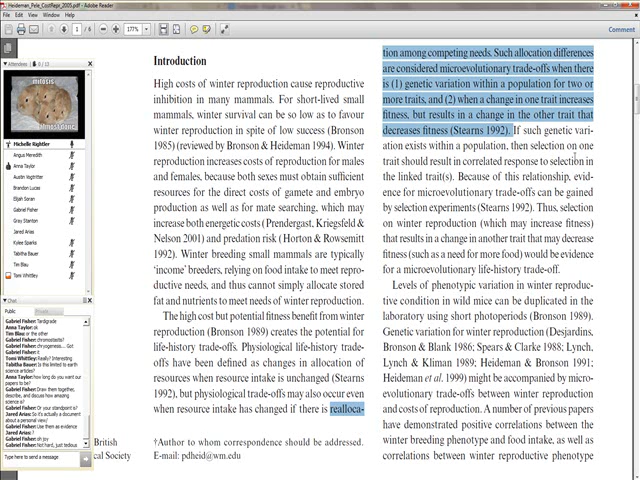 Heideman_Pele_CostRepr_2005.pdf - Adobe Reader
File Edit View Window Help
1 / 6
177%
Comment
Attendees
mitosis
almost done.
Michelle Rightler
Angus Meredith
Anna Taylor
Austin Vogtritter
Brandon Lucas
Elijah Soran
Gabriel Fisher
Gray Stanton
Jared Arias
Kylee Sparks
Tabitha Bauer
Tim Blau
Tomi Whittley
Chat
Public
Private
Gabriel Fisher: Tardigrade
Anna Taylor: ok
Tim Blau: or the other
Gabriel Fisher:
Gabriel Fisher: Got it
Tomi Whittley: Really? Interesting
Tabitha Bauer: Is this limited to earth science articles?
Anna Taylor: how long do you want our papers to be?
Gabriel Fisher: Draw them together, describe, and discuss how amazing science is?
Gabriel Fisher: Or your standpoint is?
Jared Arias: So it's actually a document about a personal view?
Gabriel Fisher: Use them as evidence
Jared Arias: ?
Gabriel Fisher: oh joy
Gabriel Fisher: Not hard, just tedious
Type here to send a message
Introduction
High costs of winter reproduction cause reproductive
inhibition in many mammals. For short-lived small
mammals, winter survival can be so low as to favour
winter reproduction in spite of low success (Bronson
1985) (reviewed by Bronson & Heideman 1994). Winter
reproduction increases costs of reproduction for males
and females, because both sexes must obtain sufficient
resources for the direct costs of gamete and embryo
production as well as for mate searching, which may
increase both energetic costs (Prendergast, Kriegsfeld &
Nelson 2001) and predation risk (Horton & Rowsemitt
1992). Winter breeding small mammals are typically
‘income’ breeders, relying on food intake to meet repro-
ductive needs, and thus cannot simply allocate stored
fat and nutrients to meet needs of winter reproduction.
The high cost but potential fitness benefit from winter
reproduction (Bronson 1989) creates the potential for
life-history trade-offs. Physiological life-history trade-
offs have been defined as changes in allocation of
resources when resource intake is unchanged (Stearns
1992), but physiological trade-offs may also occur even
when resource intake has changed if there is realloca-
British
cal Society
†Author to whom correspondence should be addressed.
E-mail: pdheid@wm.edu
tion among competing needs. Such allocation differences
are considered microevolutionary trade-offs when there
is (1) genetic variation within a population for two or
more traits, and (2) when a change in one trait increases
fitness, but results in a change in the other trait that
decreases fitness (Stearns 1992). If such genetic vari-
ation exists within a population, then selection on one
trait should result in correlated response to selection in
the linked trait(s). Because of this relationship, evid-
ence for microevolutionary trade-offs can be gained
by selection experiments (Stearns 1992). Thus, selection
on winter reproduction (which may increase fitness)
that results in a change in another trait that may decrease
fitness (such as a need for more food) would be evidence
for a microevolutionary life-history trade-off.
Levels of phenotypic variation in winter reproduc-
tive condition in wild mice can be duplicated in the
laboratory using short photoperiods (Bronson 1989).
Genetic variation for winter reproduction (Desjardins,
Bronson & Blank 1986; Spears & Clarke 1988; Lynch,
Lynch & Kliman 1989; Heideman & Bronson 1991;
Heideman et al. 1999) might be accompanied by micro-
evolutionary trade-offs between winter reproduction
and costs of reproduction. A number of previous papers
have demonstrated positive correlations between the
winter breeding phenotype and food intake, as well as
correlations between winter reproductive phenotype